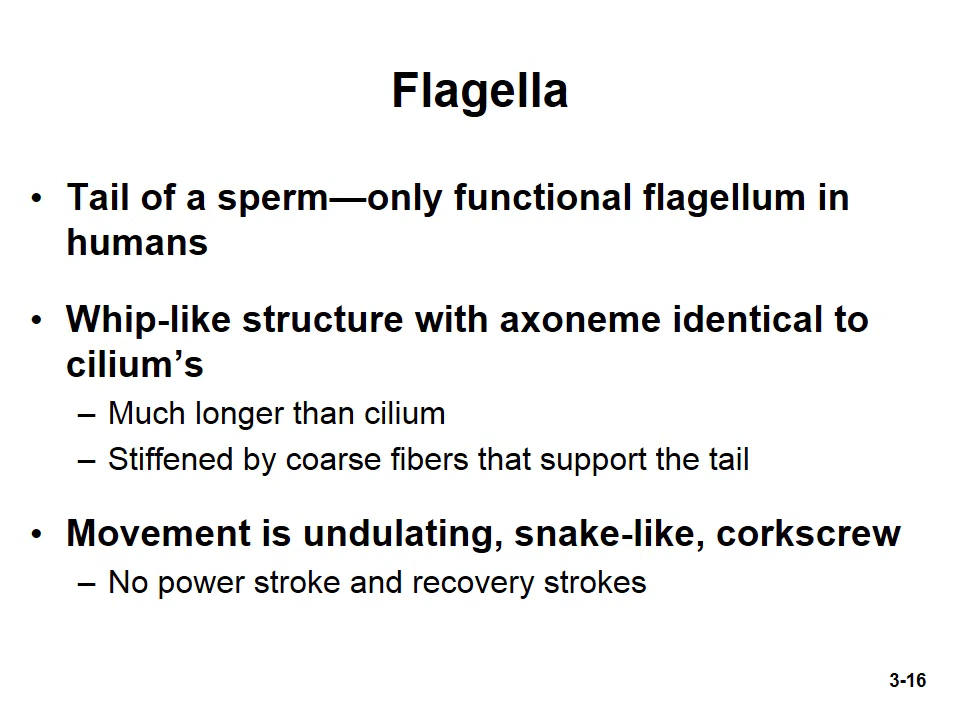 Flagella
• Tail of a sperm—only functional flagellum in
humans
• Whip-like structure with axoneme identical to
cilium’s
– Much longer than cilium
– Stiffened by coarse fibers that support the tail
• Movement is undulating, snake-like, corkscrew
– No power stroke and recovery strokes
3-16